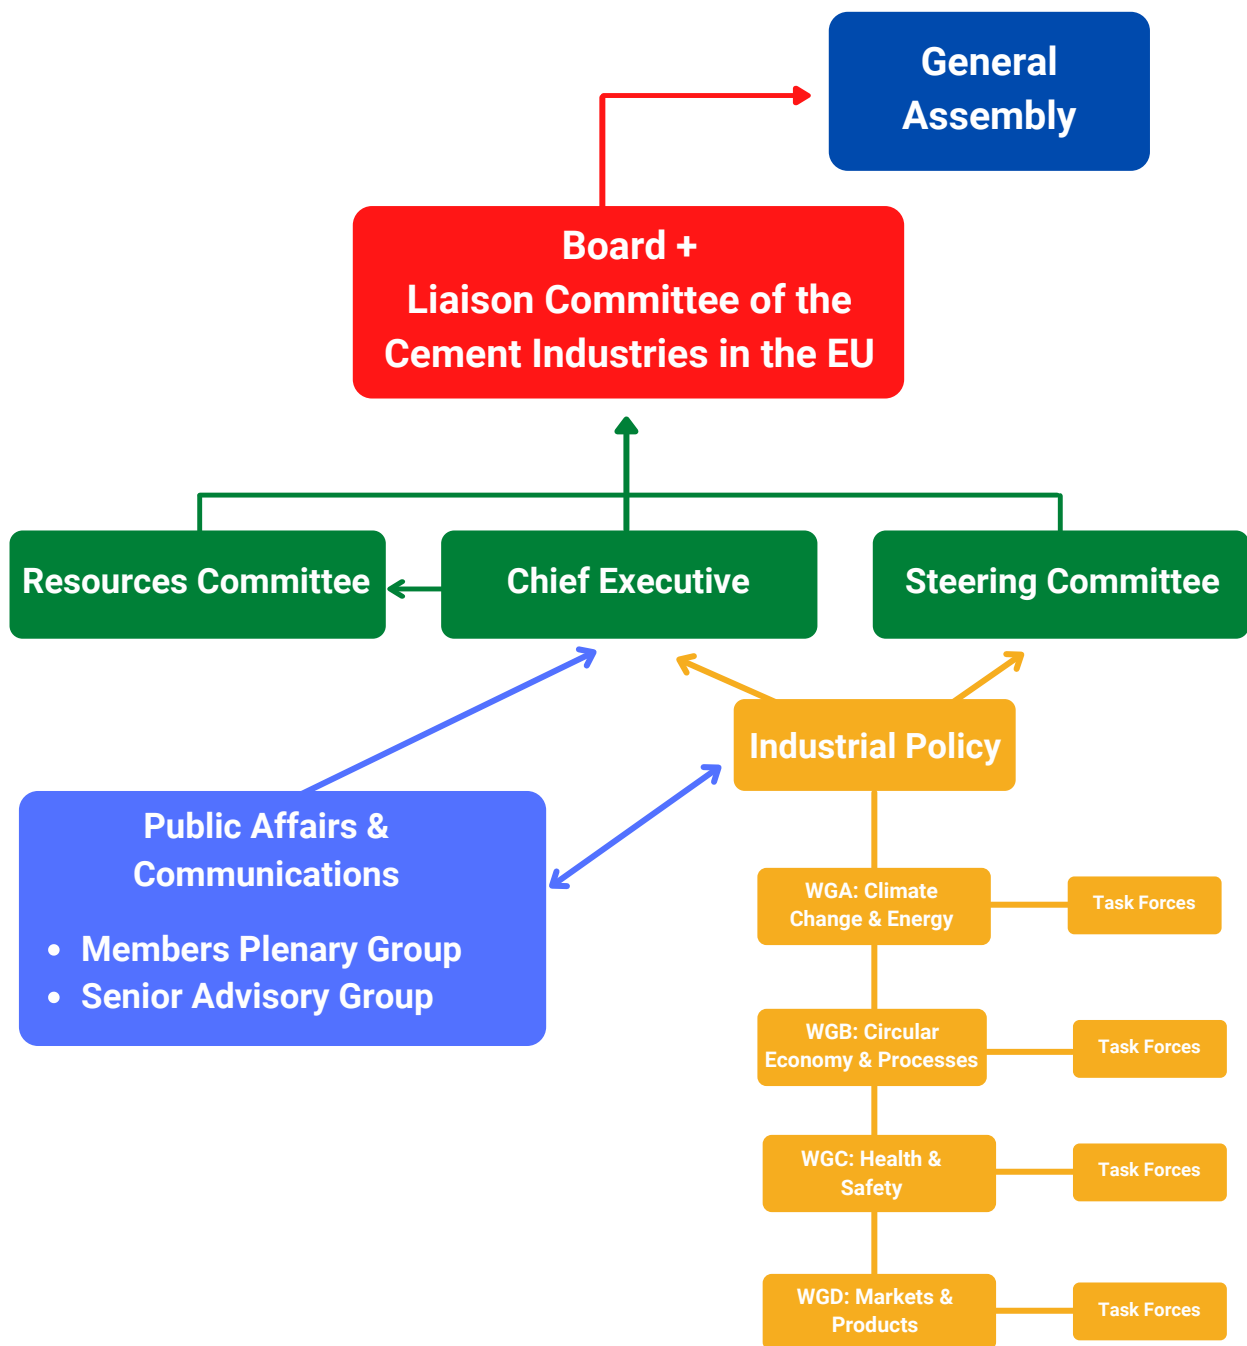 General
Assembly
Board +
Liaison Committee of the
Cement Industries in the EU
Resources Committee
Chief Executive
Steering Committee
Industrial Policy
Public Affairs &
Communications
• Members Plenary Group
• Senior Advisory Group
WGA: Climate
Change & Energy
Task Forces
WGB: Circular
Economy & Processes
Task Forces
WGC: Health &
Safety
Task Forces
WGD: Markets &
Products
Task Forces